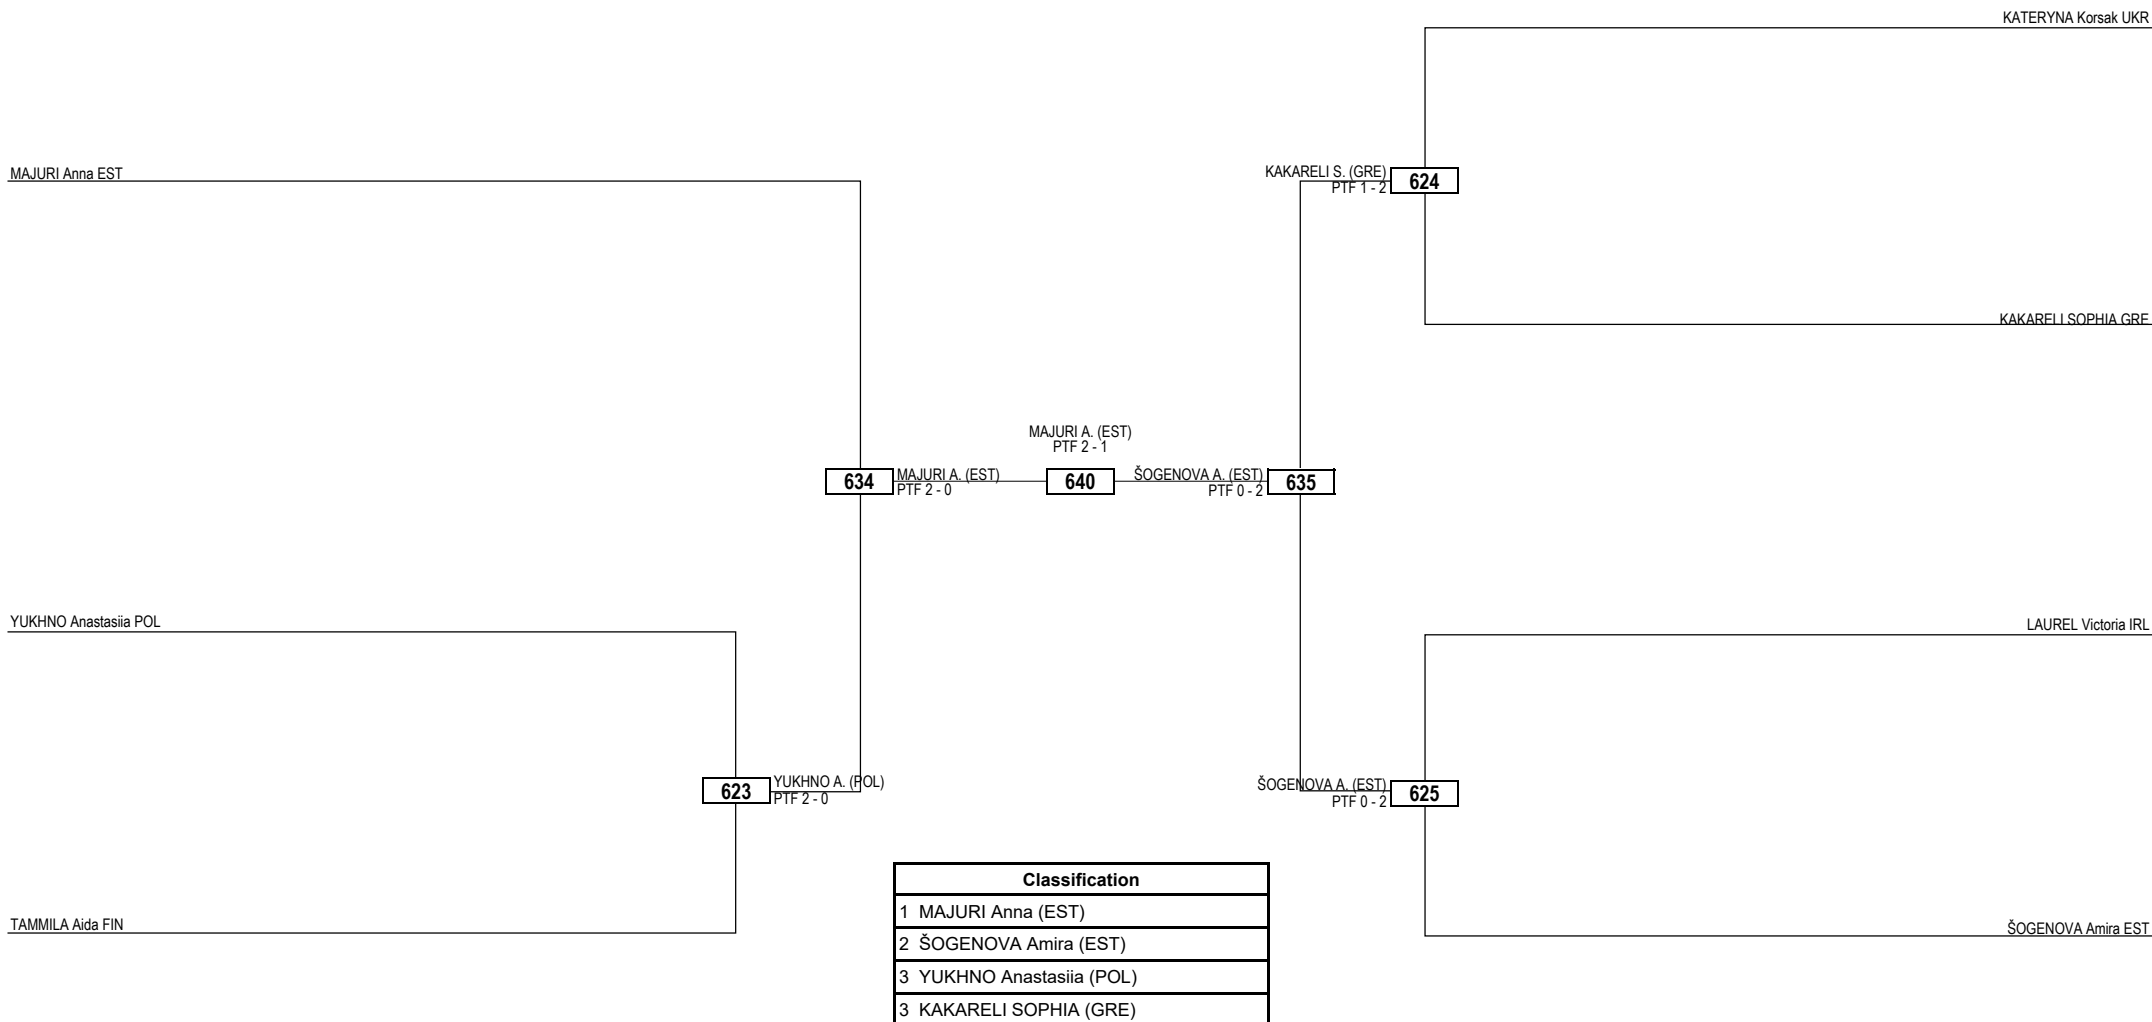 KATERYNA Korsak UKR
MAJURI Anna EST
KAKARELI S. (GRE)
PTF 1 - 2
624
KAKARELI SOPHIA GRE
MAJURI A. (EST)
PTF 2 - 1
634
MAJURI A. (EST)
PTF 2 - 0
640
ŠOGENOVA A. (EST)
PTF 0 - 2
635
YUKHNO Anastasiia POL
LAUREL Victoria IRL
623
YUKHNO A. (POL)
PTF 2 - 0
ŠOGENOVA A. (EST)
PTF 0 - 2
625
TAMMILA Aida FIN
ŠOGENOVA Amira EST
Classification
1 MAJURI Anna (EST)
2 ŠOGENOVA Amira (EST)
3 YUKHNO Anastasiia (POL)
3 KAKARELI SOPHIA (GRE)